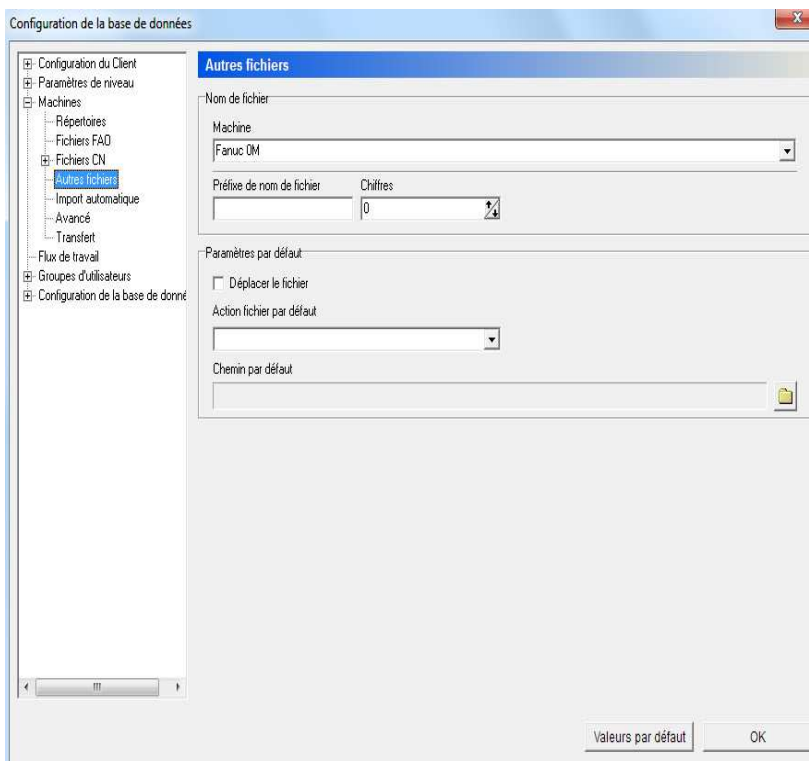 Configuration de la base de données
Configuration du Client
Paramètres de niveau
Machines
Répertoires
Fichiers FAO
Fichiers CN
Autres fichiers
Import automatique
Avancé
Transfert
Flux de travail
Groupes d'utilisateurs
Configuration de la base de donné
Autres fichiers
Nom de fichier
Machine
Fanuc 0M
Préfixe de nom de fichier Chiffres
0
Paramètres par défaut
Déplacer le fichier
Action fichier par défaut
Chemin par défaut
Valeurs par défaut OK